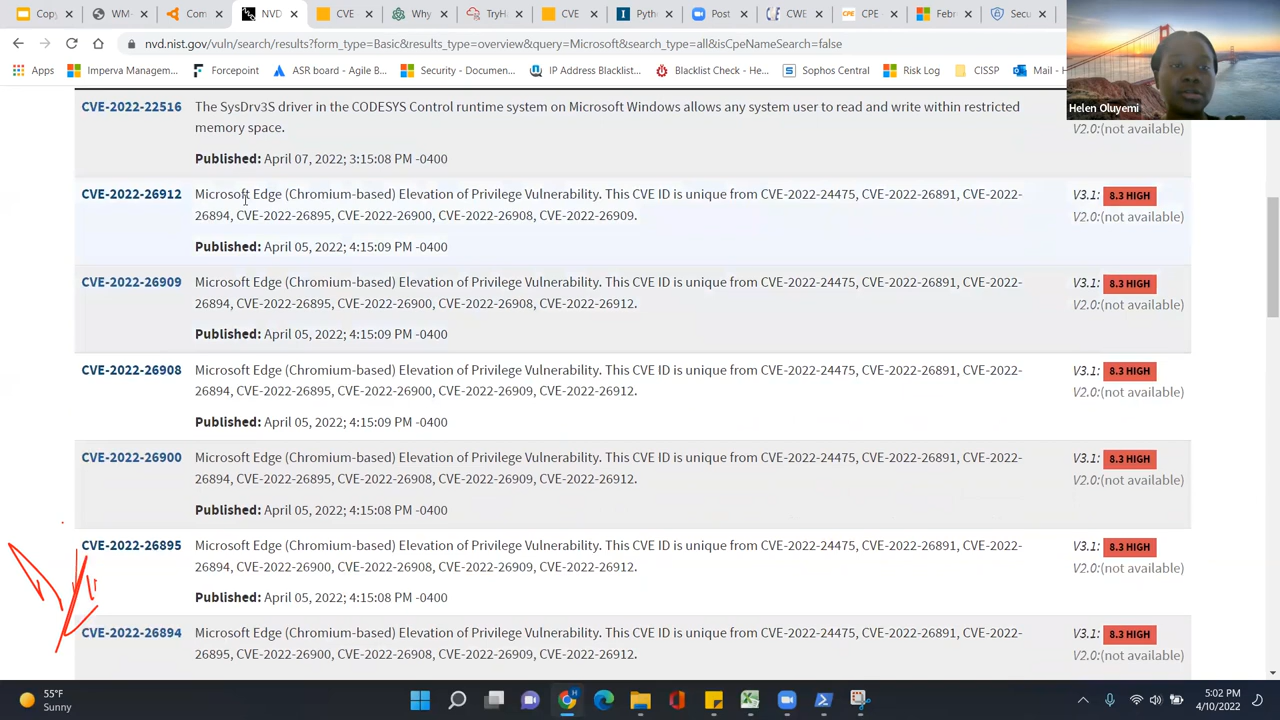 Copy
WM-
Com
NVD
CVE
Why
TryH
CVE
Pyth
Post
CWE
CPE
Febr
Secu
nvd.nist.gov/vuln/search/results?form_type=Basic&results_type=overview&query=Microsoft&search_type=all&isCpeNameSearch=false
Apps
Imperva Managem...
Forcepoint
ASR board - Agile B...
Security - Documen...
IP Address Blacklist...
Blacklist Check - He...
Sophos Central
Risk Log
CISSP
Mail - H
Helen Oluyemi
CVE-2022-22516
The SysDrv3S driver in the CODESYS Control runtime system on Microsoft Windows allows any system user to read and write within restricted
memory space.
V2.0:(not available)
Published: April 07, 2022; 3:15:08 PM -0400
CVE-2022-26912
Microsoft Edge (Chromium-based) Elevation of Privilege Vulnerability. This CVE ID is unique from CVE-2022-24475, CVE-2022-26891, CVE-2022-
26894, CVE-2022-26895, CVE-2022-26900, CVE-2022-26908, CVE-2022-26909.
V3.1: 8.3 HIGH
V2.0:(not available)
Published: April 05, 2022; 4:15:09 PM -0400
CVE-2022-26909
Microsoft Edge (Chromium-based) Elevation of Privilege Vulnerability. This CVE ID is unique from CVE-2022-24475, CVE-2022-26891, CVE-2022-
26894, CVE-2022-26895, CVE-2022-26900, CVE-2022-26908, CVE-2022-26912.
V3.1: 8.3 HIGH
V2.0:(not available)
Published: April 05, 2022; 4:15:09 PM -0400
CVE-2022-26908
Microsoft Edge (Chromium-based) Elevation of Privilege Vulnerability. This CVE ID is unique from CVE-2022-24475, CVE-2022-26891, CVE-2022-
26894, CVE-2022-26895, CVE-2022-26900, CVE-2022-26909, CVE-2022-26912.
V3.1: 8.3 HIGH
V2.0:(not available)
Published: April 05, 2022; 4:15:09 PM -0400
CVE-2022-26900
Microsoft Edge (Chromium-based) Elevation of Privilege Vulnerability. This CVE ID is unique from CVE-2022-24475, CVE-2022-26891, CVE-2022-
26894, CVE-2022-26895, CVE-2022-26908, CVE-2022-26909, CVE-2022-26912.
V3.1: 8.3 HIGH
V2.0:(not available)
Published: April 05, 2022; 4:15:08 PM -0400
CVE-2022-26895
Microsoft Edge (Chromium-based) Elevation of Privilege Vulnerability. This CVE ID is unique from CVE-2022-24475, CVE-2022-26891, CVE-2022-
26894, CVE-2022-26900, CVE-2022-26908, CVE-2022-26909, CVE-2022-26912.
V3.1: 8.3 HIGH
V2.0:(not available)
Published: April 05, 2022; 4:15:08 PM -0400
CVE-2022-26894
Microsoft Edge (Chromium-based) Elevation of Privilege Vulnerability. This CVE ID is unique from CVE-2022-24475, CVE-2022-26891, CVE-2022-
26895, CVE-2022-26900, CVE-2022-26908, CVE-2022-26909, CVE-2022-26912.
V3.1: 8.3 HIGH
V2.0:(not available)
55°F
Sunny
5:02 PM
4/10/2022